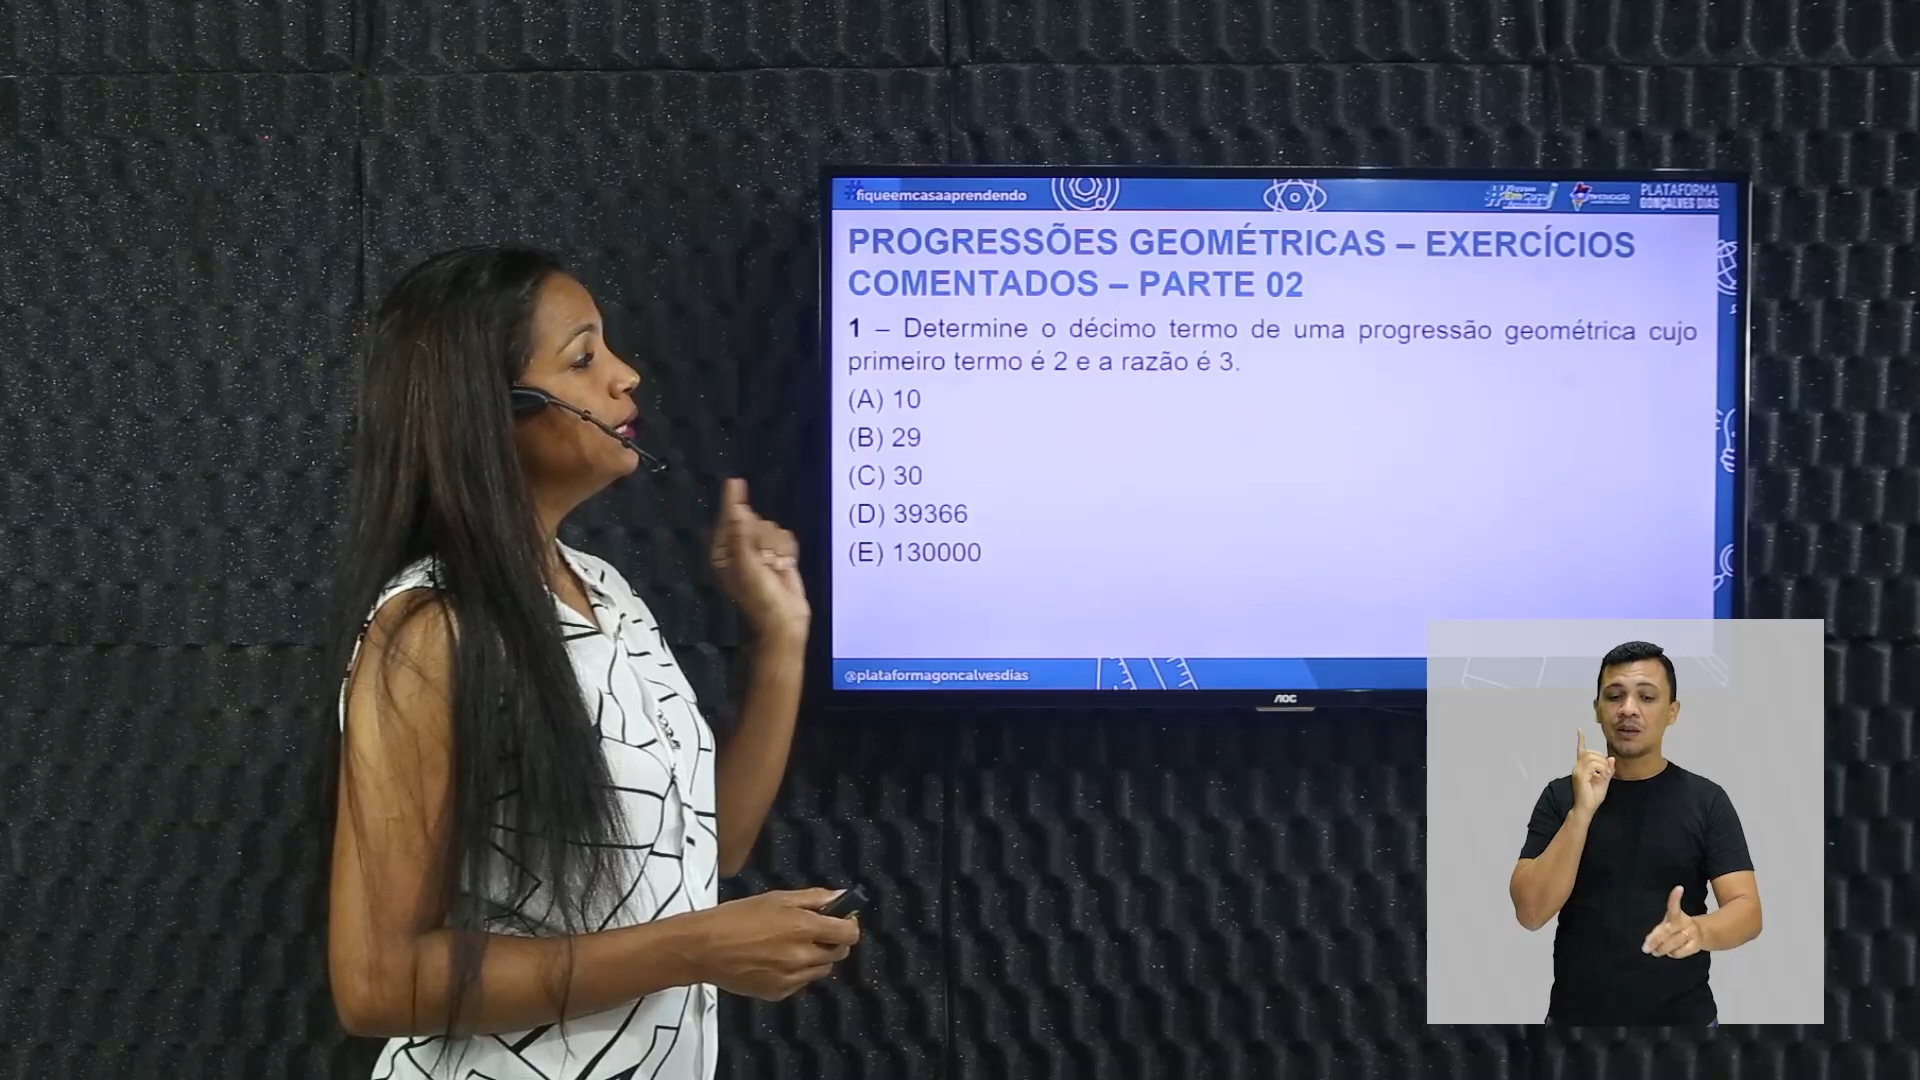 #fiqueemcasaaprendendo
PLATAFORMA
GONÇALVES DIAS
PROGRESSÕES GEOMÉTRICAS – EXERCÍCIOS
COMENTADOS – PARTE 02
1 – Determine o décimo termo de uma progressão geométrica cujo
primeiro termo é 2 e a razão é 3.
(A) 10
(B) 29
(C) 30
(D) 39366
(E) 130000
@plataformagoncalvesdias
AOC